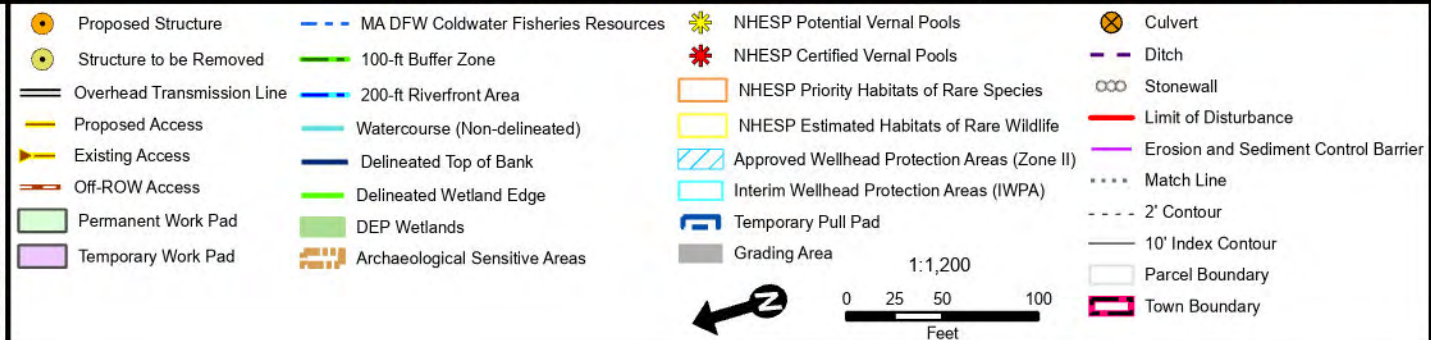 Proposed Structure
Structure to be Removed
Overhead Transmission Line
Proposed Access
Existing Access
Off-ROW Access
Permanent Work Pad
Temporary Work Pad
MA DFW Coldwater Fisheries Resources
100-ft Buffer Zone
200-ft Riverfront Area
Watercourse (Non-delineated)
Delineated Top of Bank
Delineated Wetland Edge
DEP Wetlands
Archaeological Sensitive Areas
NHESP Potential Vernal Pools
NHESP Certified Vernal Pools
NHESP Priority Habitats of Rare Species
NHESP Estimated Habitats of Rare Wildlife
Approved Wellhead Protection Areas (Zone II)
Interim Wellhead Protection Areas (IWPA)
Temporary Pull Pad
Grading Area
N
1:1,200
0 25 50 100
Feet
Culvert
Ditch
Stonewall
Limit of Disturbance
Erosion and Sediment Control Barrier
Match Line
2' Contour
10' Index Contour
Parcel Boundary
Town Boundary